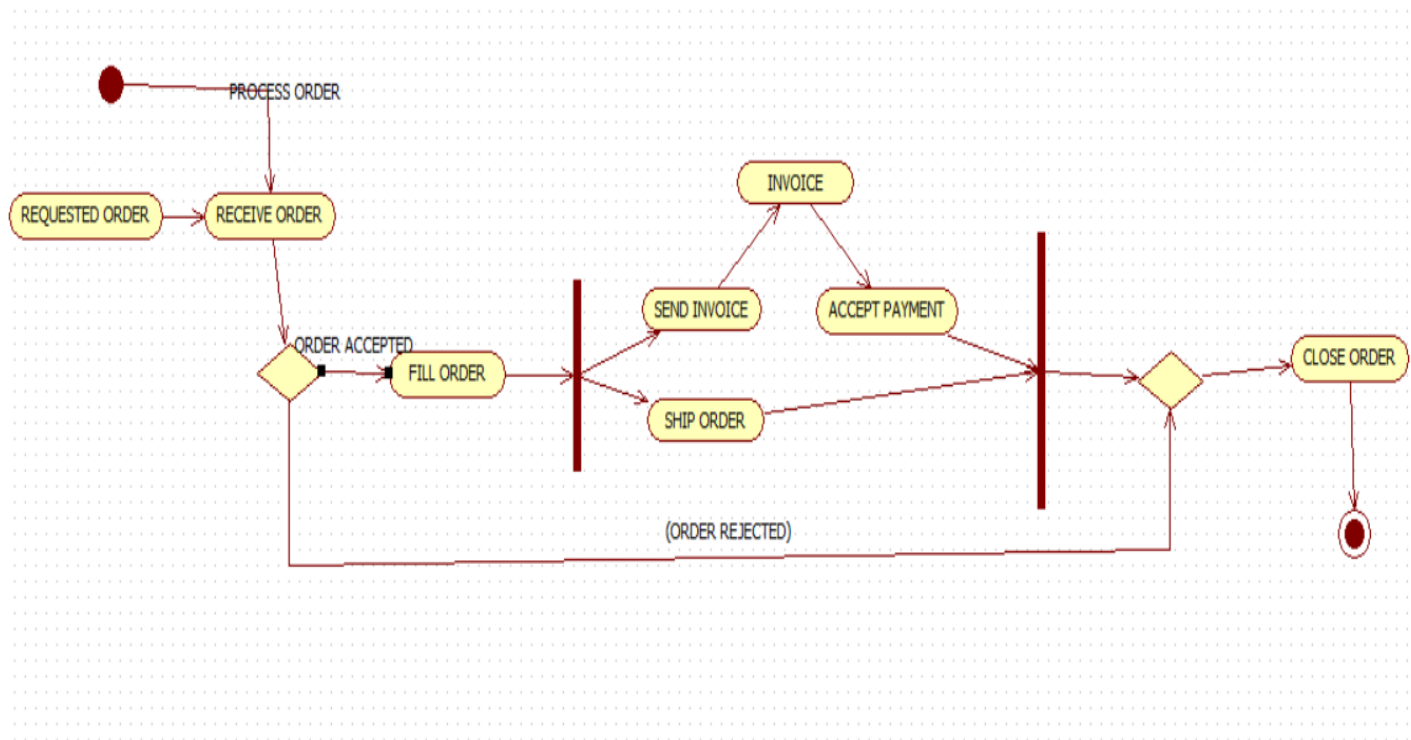 PROCESS ORDER
INVOICE
REQUESTED ORDER
RECEIVE ORDER
SEND INVOICE
ACCEPT PAYMENT
ORDER ACCEPTED
FILL ORDER
CLOSE ORDER
SHIP ORDER
(ORDER REJECTED)